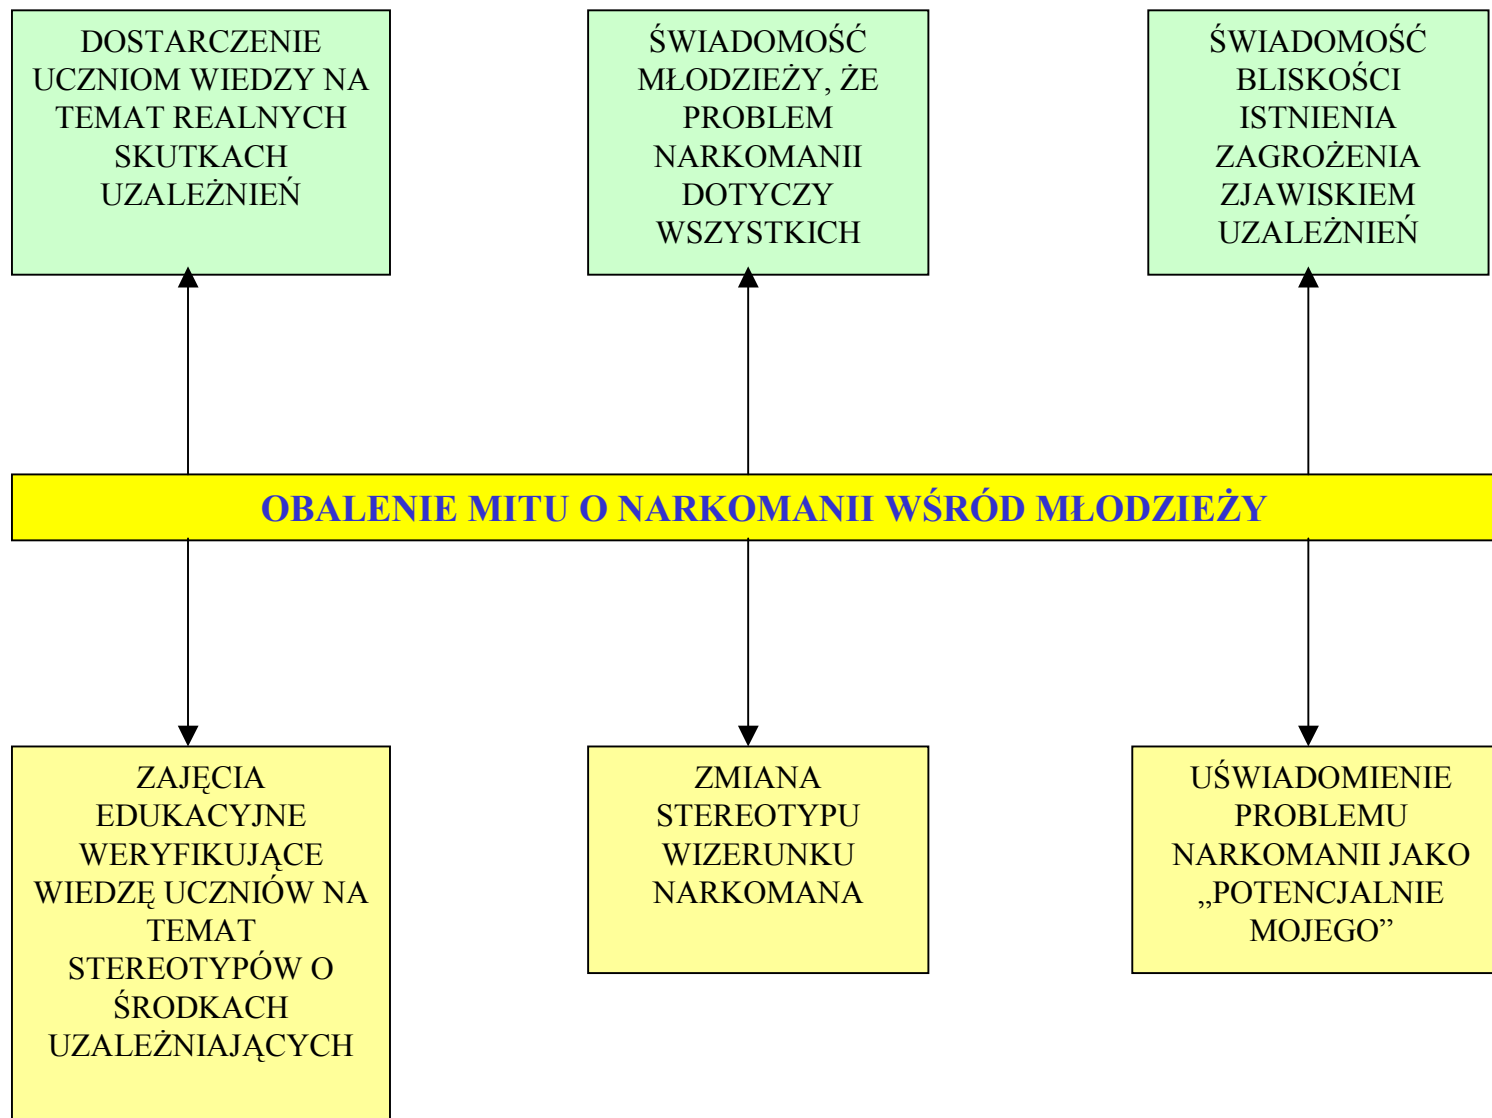 DOSTARCZENIE
UCZNIOM WIEDZY NA
TEMAT REALNYCH
SKUTKACH
UZALEŻNIEŃ
ŚWIADOMOŚĆ
MŁODZIEŻY, ŻE
PROBLEM
NARKOMANII
DOTYCZY
WSZYSTKICH
ŚWIADOMOŚĆ
BLISKOŚCI
ISTNIENIA
ZAGROŻENIA
ZJAWISKIEM
UZALEŻNIEŃ
OBALENIE MITU O NARKOMANII WŚRÓD MŁODZIEŻY
ZAJĘCIA
EDUKACYJNE
WERYFIKUJĄCE
WIEDZĘ UCZNIÓW NA
TEMAT
STEREOTYPÓW O
ŚRODKACH
UZALEŻNIAJĄCYCH
ZMIANA
STEREOTYPU
WIZERUNKU
NARKOMANA
UŚWIADOMIENIE
PROBLEMU
NARKOMANII JAKO
„POTENCJALNIE
MOJEGO”